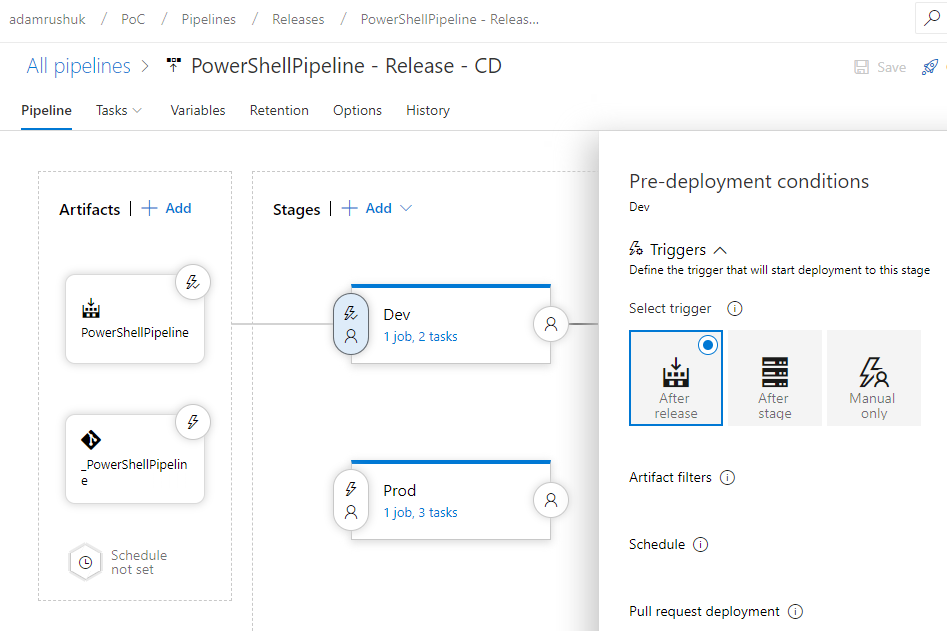 adamrushuk / PoC / Pipelines / Releases / PowerShellPipeline - Releas...
All pipelines > PowerShellPipeline - Release - CD
Save
Pipeline Tasks Variables Retention Options History
Artifacts | + Add
Stages | + Add
PowerShellPipeline
_PowerShellPipelin
e
Schedule
not set
Dev
1 job, 2 tasks
Prod
1 job, 3 tasks
Pre-deployment conditions
Dev
Triggers
Define the trigger that will start deployment to this stage
Select trigger
After
release
After
stage
Manual
only
Artifact filters
Schedule
Pull request deployment